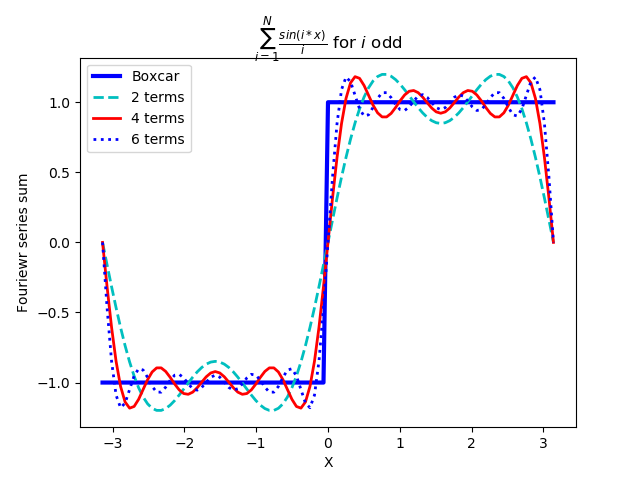 $\sum_{i=1}^{N} \frac{sin(i*x)}{i}$ for $i$ odd
Boxcar
2 terms
4 terms
6 terms
1.0
0.5
0.0
−0.5
−1.0
Fouriewr series sum
−3
−2
−1
0
1
2
3
X